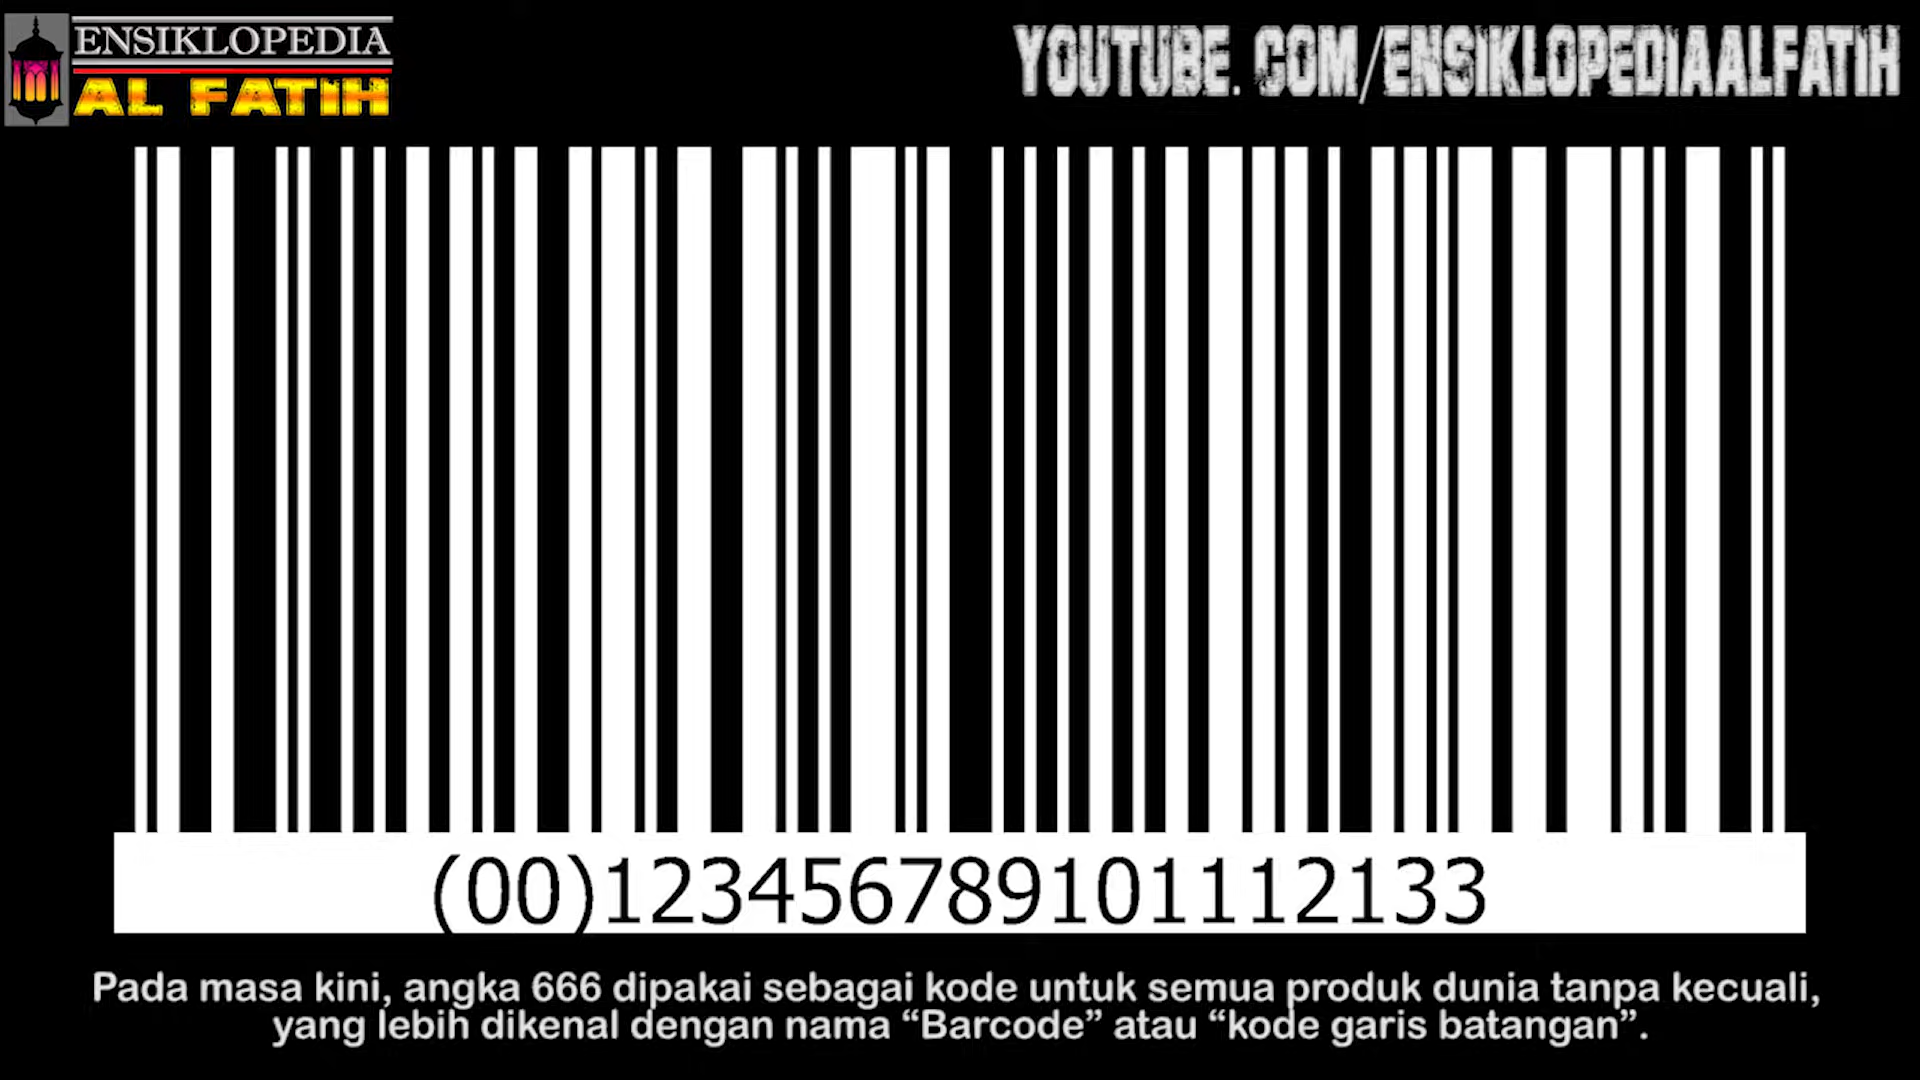 ENSIKLOPEDIA
AL FATIH
YOUTUBE. COM/ENSIKLOPEDIAALFATIH
(00)123456789101112133
Pada masa kini, angka 666 dipakai sebagai kode untuk semua produk dunia tanpa kecuali,
yang lebih dikenal dengan nama “Barcode” atau “kode garis batangan”.